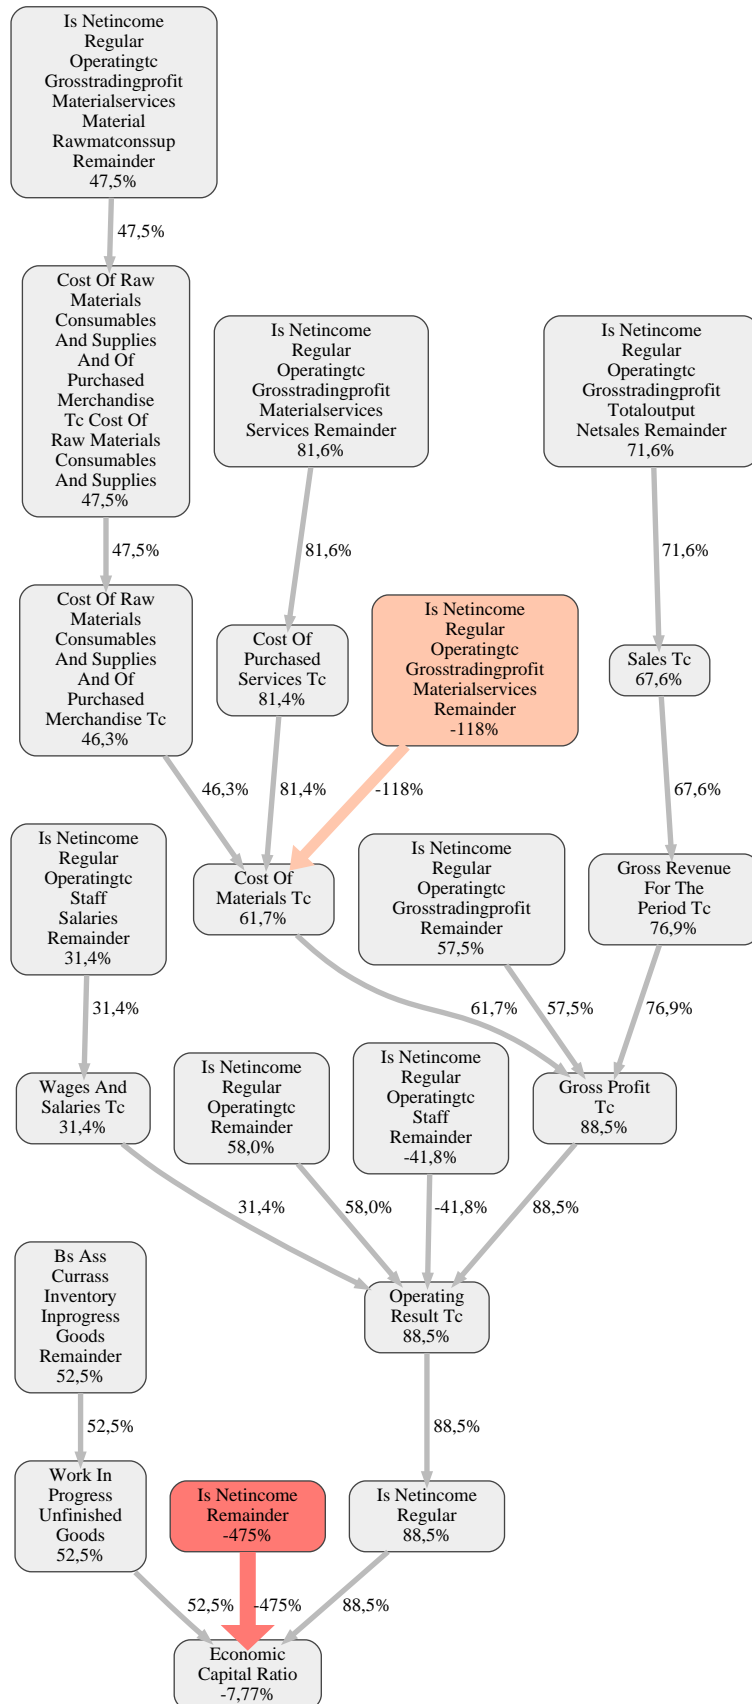 Is Netincome
Regular
Operatingtc
Grosstradingprofit
Materialservices
Material
Rawmatconssup
Remainder
47,5%
47,5%
Cost Of Raw
Materials
Consumables
And Supplies
And Of
Purchased
Merchandise
Tc Cost Of
Raw Materials
Consumables
And Supplies
47,5%
Is Netincome
Regular
Operatingtc
Grosstradingprofit
Materialservices
Services Remainder
81,6%
Is Netincome
Regular
Operatingtc
Grosstradingprofit
Totaloutput
Netsales Remainder
71,6%
47,5%
81,6%
71,6%
Cost Of Raw
Materials
Consumables
And Supplies
And Of
Purchased
Merchandise Tc
46,3%
Cost Of
Purchased
Services Tc
81,4%
Is Netincome
Regular
Operatingtc
Grosstradingprofit
Materialservices
Remainder
-118%
Sales Tc
67,6%
46,3%
81,4%
-118%
67,6%
Is Netincome
Regular
Operatingtc
Staff
Salaries
Remainder
31,4%
Cost Of
Materials Tc
61,7%
Is Netincome
Regular
Operatingtc
Grosstradingprofit
Remainder
57,5%
Gross Revenue
For The
Period Tc
76,9%
31,4%
61,7%
57,5%
76,9%
Wages And
Salaries Tc
31,4%
Is Netincome
Regular
Operatingtc
Remainder
58,0%
Is Netincome
Regular
Operatingtc
Staff
Remainder
-41,8%
Gross Profit
Tc
88,5%
31,4%
58,0%
-41,8%
88,5%
Bs Ass
Currass
Inventory
Inprogress
Goods
Remainder
52,5%
Operating
Result Tc
88,5%
52,5%
88,5%
Work In
Progress
Unfinished
Goods
52,5%
Is Netincome
Remainder
-475%
Is Netincome
Regular
88,5%
52,5%
-475%
88,5%
Economic
Capital Ratio
-7,77%